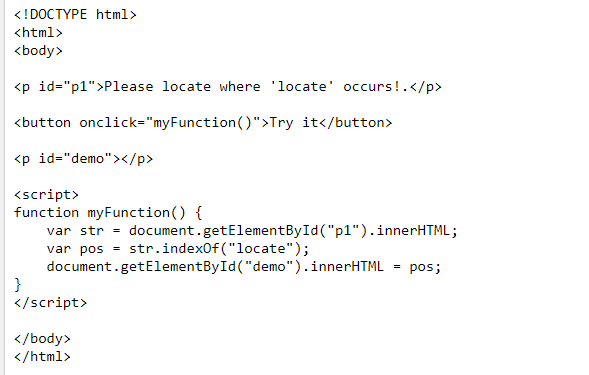 <!DOCTYPE html>
<html>
<body>
<p id="p1">Please locate where 'locate' occurs!.</p>
<button onclick="myFunction()">Try it</button>
<p id="demo"></p>
<script>
function myFunction() {
    var str = document.getElementById("p1").innerHTML;
    var pos = str.indexOf("locate");
    document.getElementById("demo").innerHTML = pos;
}
</script>
</body>
</html>